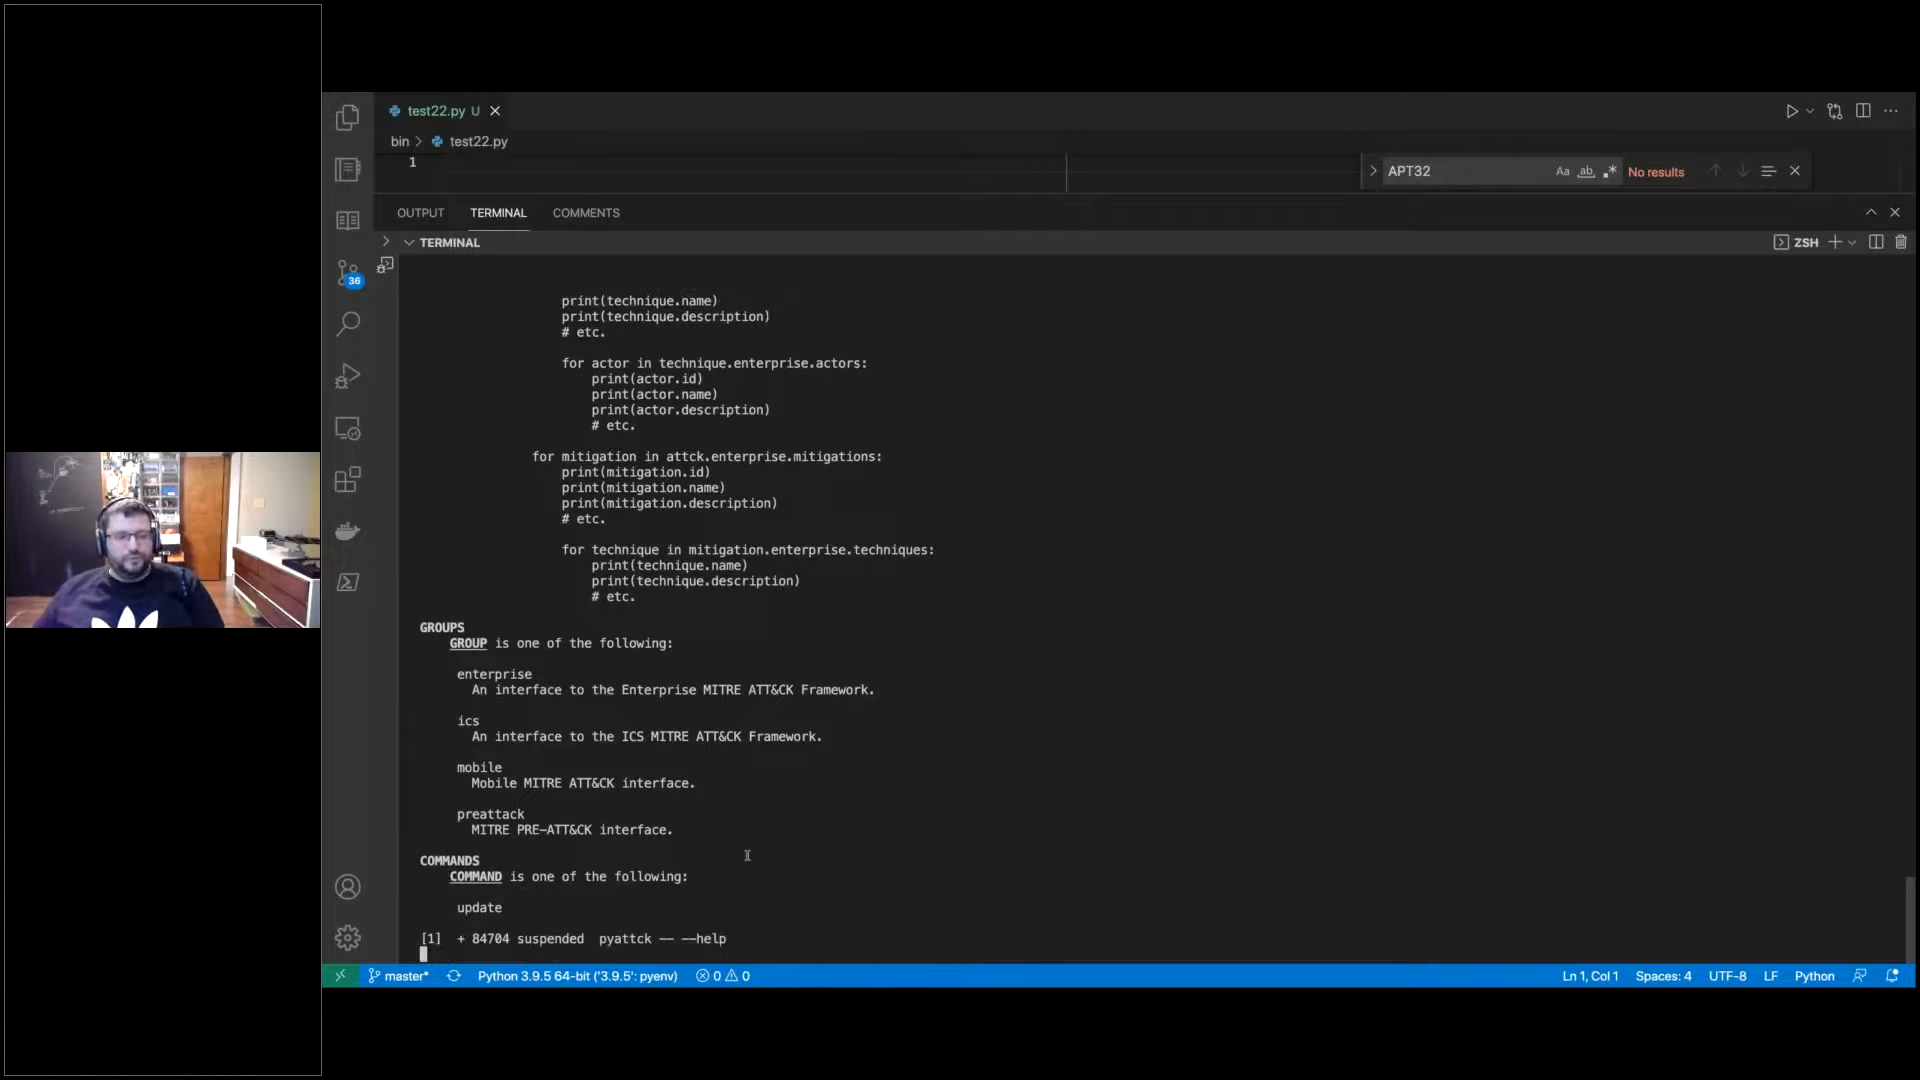 test22.py U
bin > test22.py
1
APT32
Aa ab, .* No results
OUTPUT TERMINAL COMMENTS
TERMINAL
ZSH
36
print(technique.name)
print(technique.description)
# etc.
for actor in technique.enterprise.actors:
print(actor.id)
print(actor.name)
print(actor.description)
# etc.
for mitigation in attck.enterprise.mitigations:
print(mitigation.id)
print(mitigation.name)
print(mitigation.description)
# etc.
for technique in mitigation.enterprise.techniques:
print(technique.name)
print(technique.description)
# etc.
GROUPS
GROUP is one of the following:
enterprise
An interface to the Enterprise MITRE ATT&CK Framework.
ics
An interface to the ICS MITRE ATT&CK Framework.
mobile
Mobile MITRE ATT&CK interface.
preattack
MITRE PRE-ATT&CK interface.
COMMANDS
COMMAND is one of the following:
update
[1] + 84704 suspended pyattck -- --help
master* Python 3.9.5 64-bit ('3.9.5': pyenv) 0 0 Ln 1, Col 1 Spaces: 4 UTF-8 LF Python